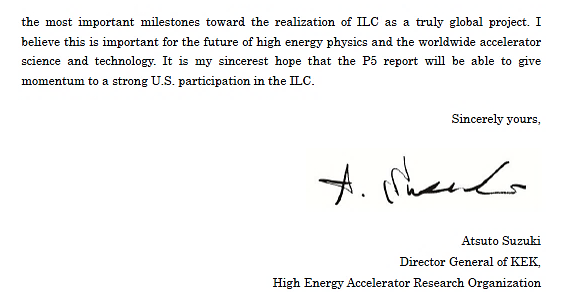 the most important milestones toward the realization of ILC as a truly global project. I
believe this is important for the future of high energy physics and the worldwide accelerator
science and technology. It is my sincerest hope that the P5 report will be able to give
momentum to a strong U.S. participation in the ILC.
Sincerely yours,
A. Suzuki
Atsuto Suzuki
Director General of KEK,
High Energy Accelerator Research Organization